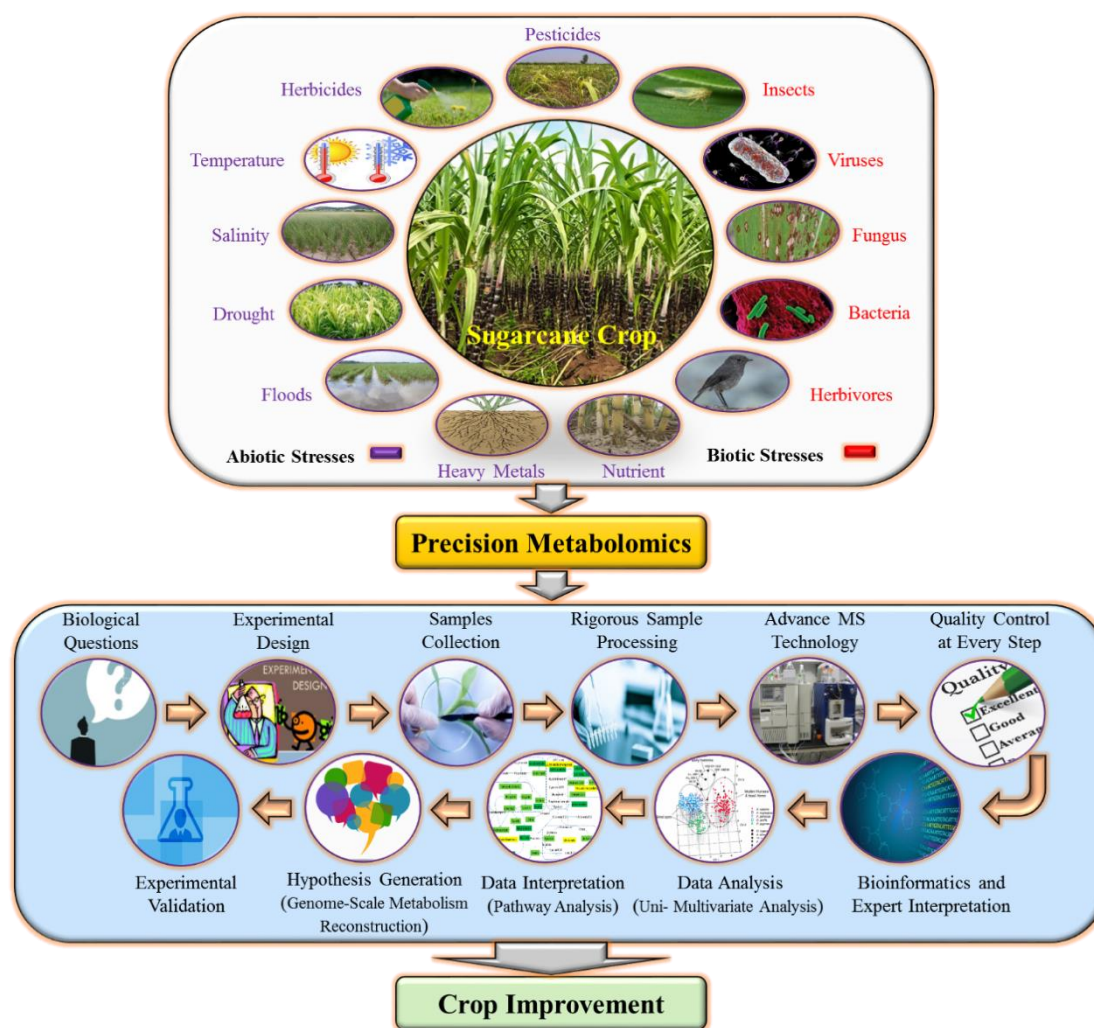 Pesticides
Herbicides
Insects
Temperature
Viruses
Salinity
Fungus
Drought
Bacteria
Floods
Herbivores
Sugarcane Crop
Abiotic Stresses
Biotic Stresses
Heavy Metals
Nutrient
Precision Metabolomics
Biological
Questions
Experimental
Design
Samples
Collection
Rigorous Sample
Processing
Advance MS
Technology
Quality Control
at Every Step
EXPERIMENT
DESIGN
Quality
Excellent
Good
Averag
Experimental
Validation
Hypothesis Generation
(Genome-Scale Metabolism
Reconstruction)
Data Interpretation
(Pathway Analysis)
Data Analysis
(Uni- Multivariate Analysis)
Bioinformatics and
Expert Interpretation
Crop Improvement